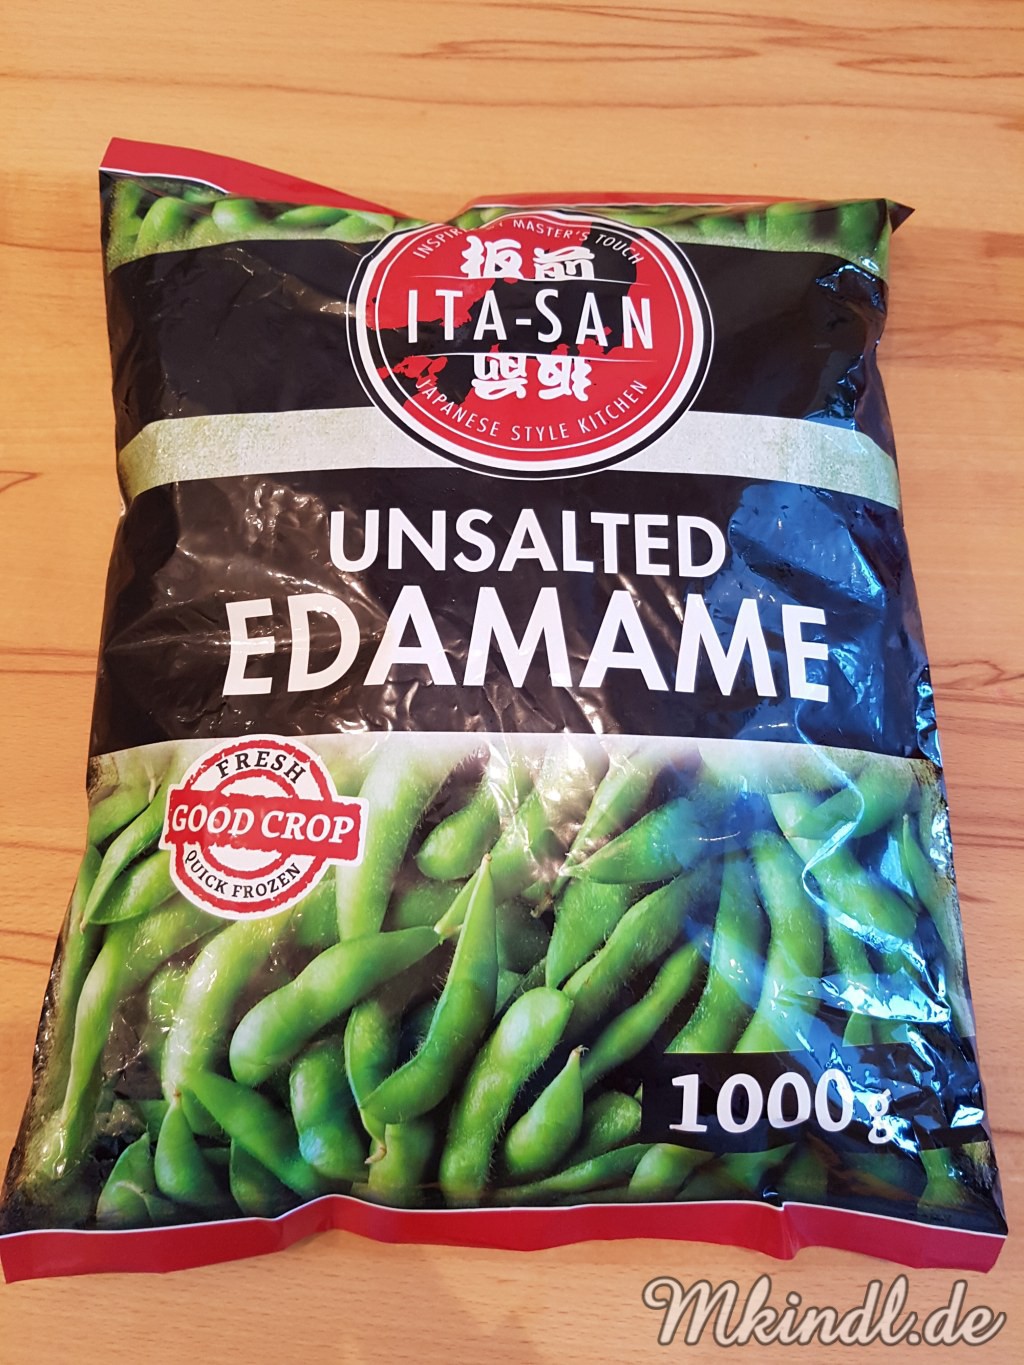 INSPIRED BY MASTER'S TOUCH
板前
ITA-SAN
JAPANESE STYLE KITCHEN
UNSALTED
EDAMAME
FRESH
GOOD CROP
QUICK FROZEN
1000g
Mkindl.de